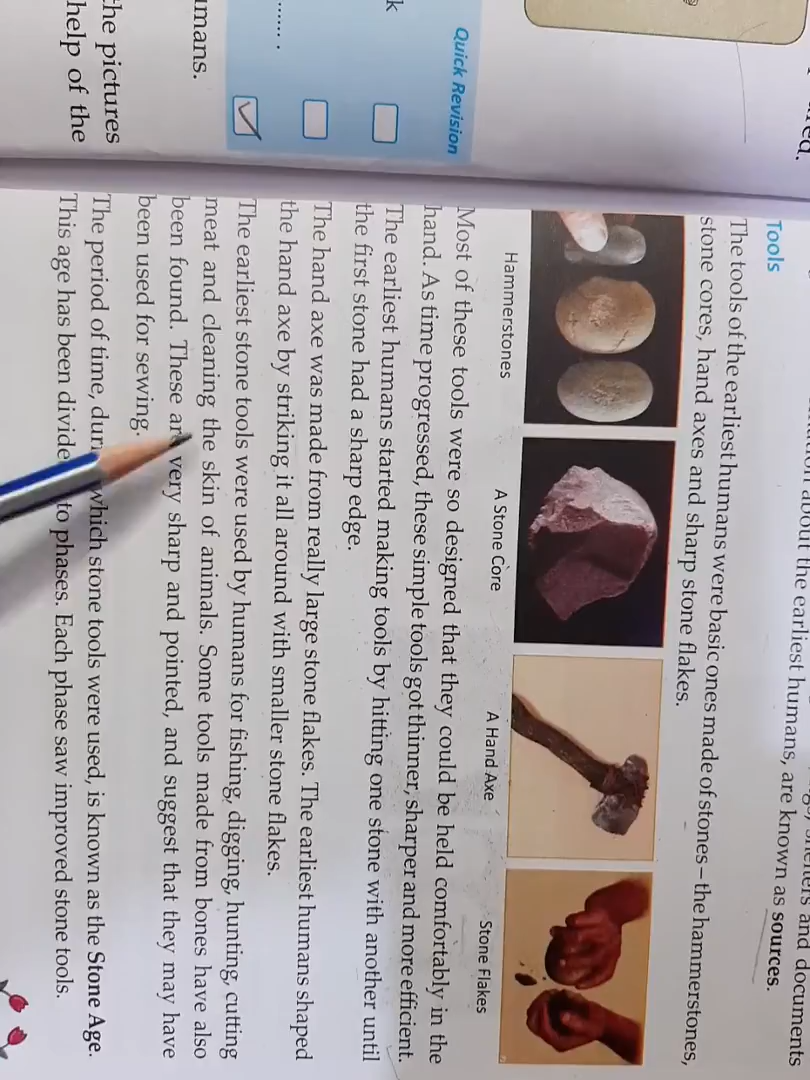 about the earliest humans, are known as sources.
and documents
Tools
The tools of the earliest humans were basic ones made of stones – the hammerstones,
stone cores, hand axes and sharp stone flakes.
Hammerstones
A Stone Core
A Hand Axe
Stone Flakes
Most of these tools were so designed that they could be held comfortably in the
hand. As time progressed, these simple tools got thinner, sharper and more efficient.
The earliest humans started making tools by hitting one stone with another until
the first stone had a sharp edge.
The hand axe was made from really large stone flakes. The earliest humans shaped
the hand axe by striking it all around with smaller stone flakes.
The earliest stone tools were used by humans for fishing, digging, hunting, cutting
meat and cleaning the skin of animals. Some tools made from bones have also
been found. These are very sharp and pointed, and suggest that they may have
been used for sewing.
The period of time, during which stone tools were used, is known as the Stone Age.
This age has been divide to phases. Each phase saw improved stone tools.
Quick Revision
k
.......
umans.
the pictures
help of the